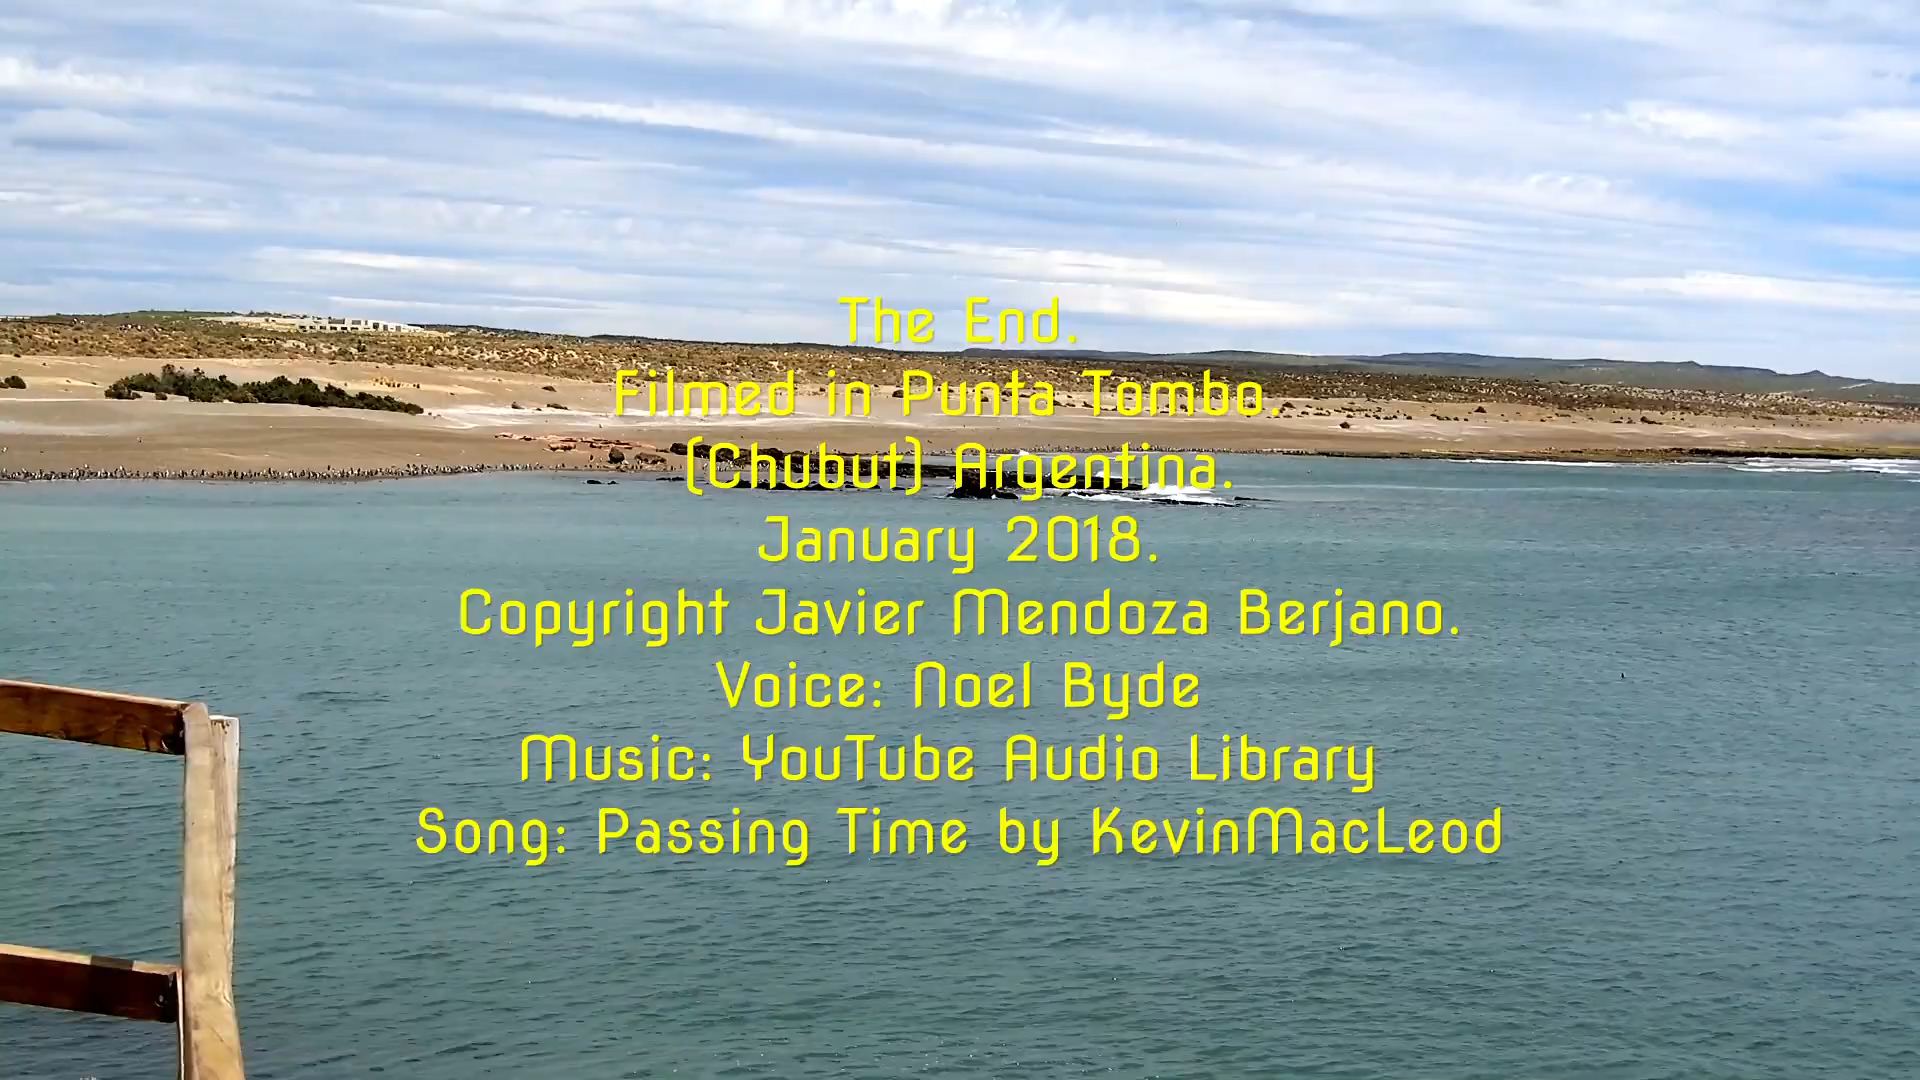 The End.
Filmed in Punta Tombo.
(Chubut) Argentina.
January 2018.
Copyright Javier Mendoza Berjano.
Voice: Noel Byde
Music: YouTube Audio Library
Song: Passing Time by KevinMacLeod